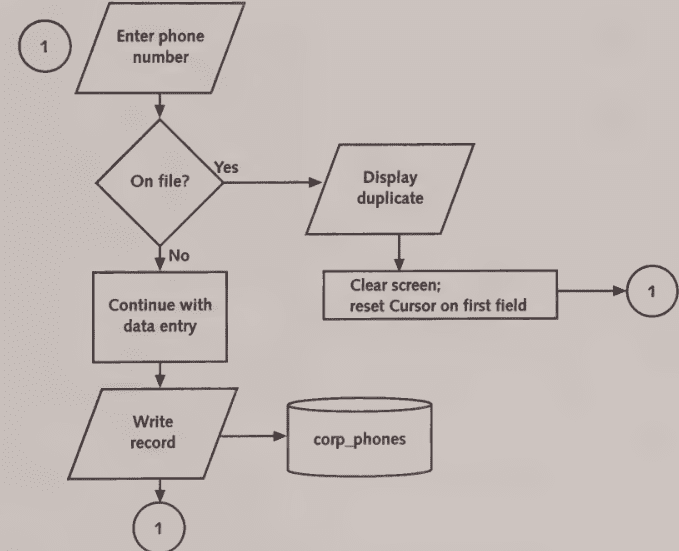 1
Enter phone
number
On file?
Yes
Display
duplicate
No
Clear screen;
reset Cursor on first field
1
Continue with
data entry
Write
record
corp_phones
1